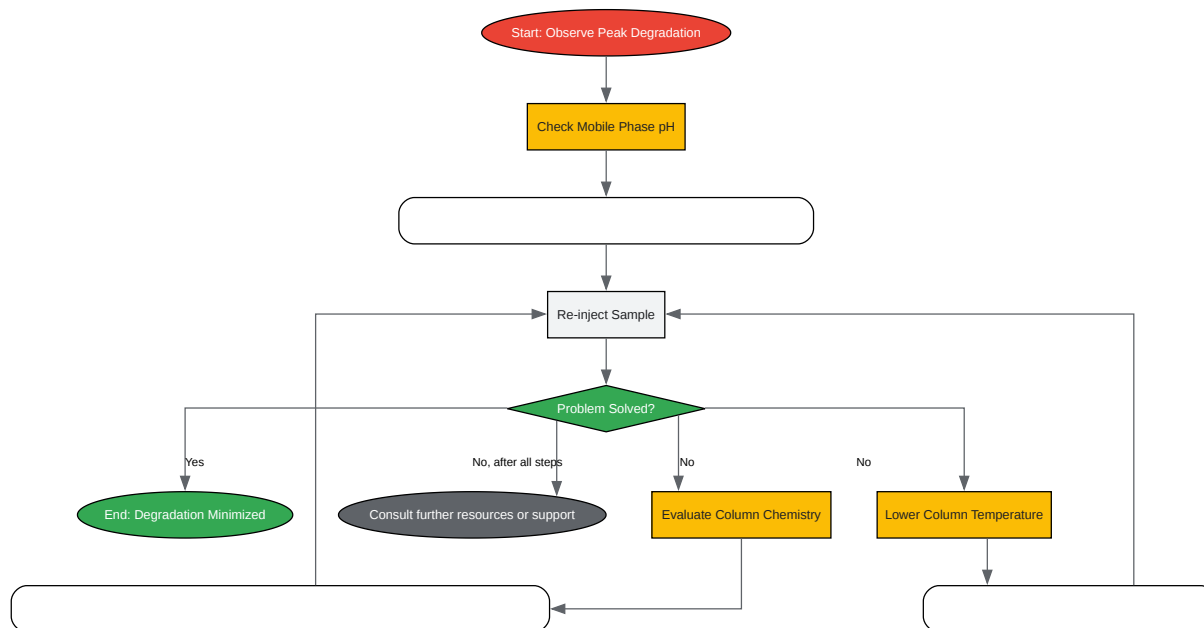 Start: Observe Peak Degradation
Check Mobile Phase pH
Re-inject Sample
Problem Solved?
Yes
No, after all steps
No
No
End: Degradation Minimized
Consult further resources or support
Evaluate Column Chemistry
Lower Column Temperature